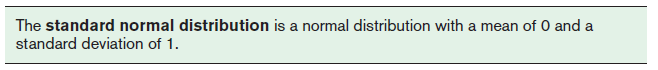 The standard normal distribution is a normal distribution with a mean of 0 and a
standard deviation of 1.